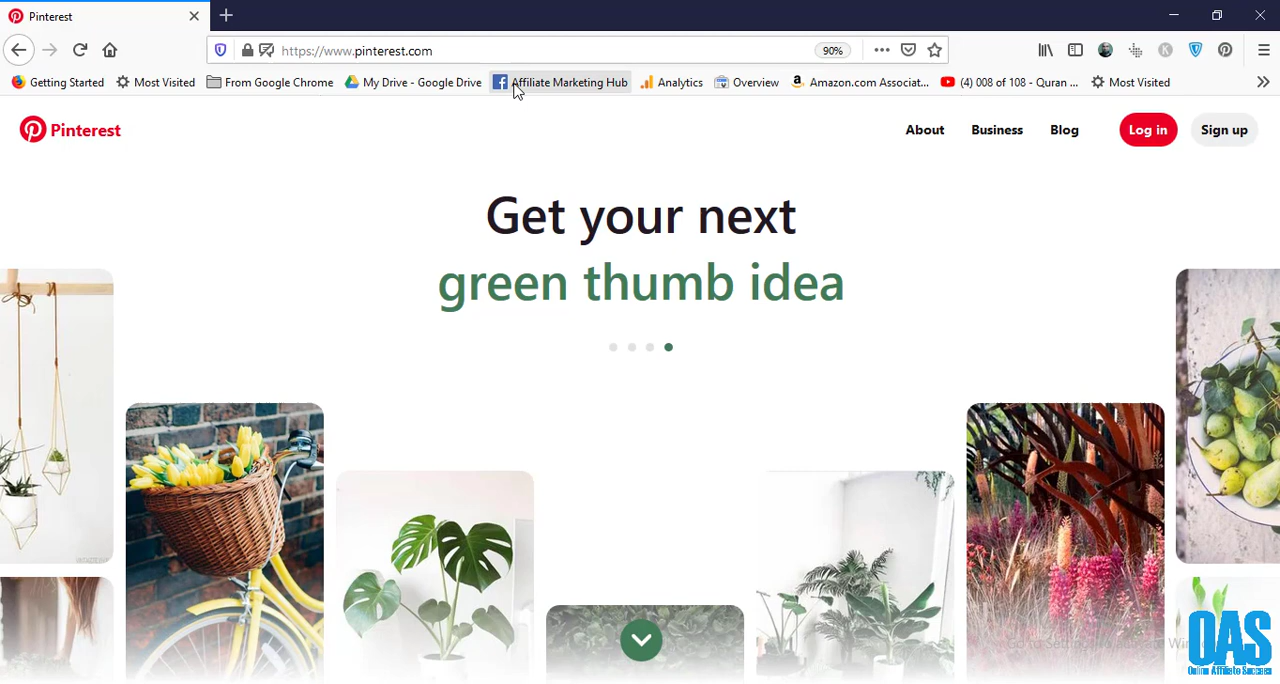 Pinterest
https://www.pinterest.com
90%
Getting Started
Most Visited
From Google Chrome
My Drive - Google Drive
Affiliate Marketing Hub
Analytics
Overview
Amazon.com Associat...
(4) 008 of 108 - Quran ...
Most Visited
Pinterest
About
Business
Blog
Log in
Sign up
Get your next
green thumb idea
OAS
Online Affiliate Success